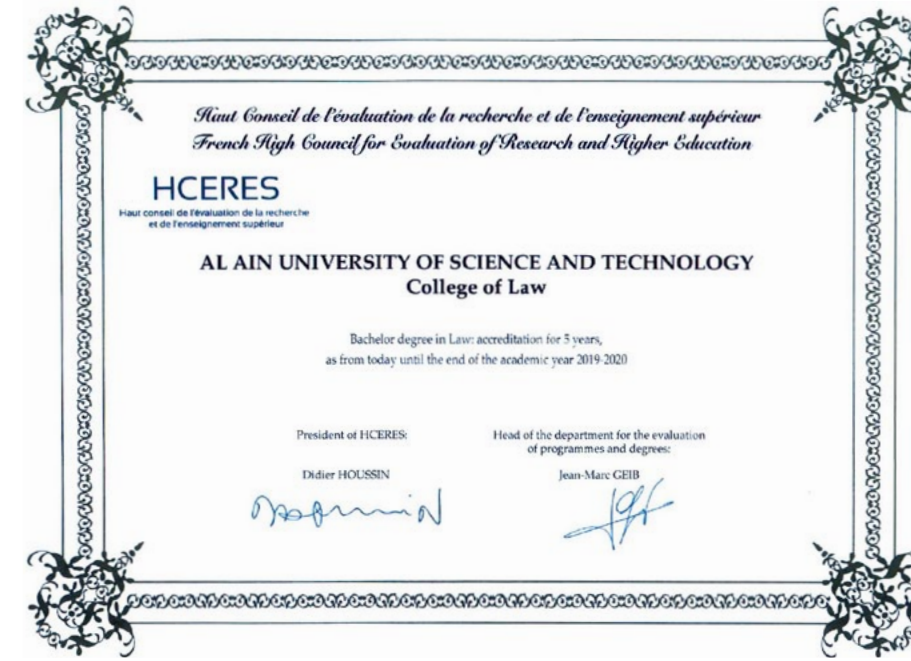 Haut Conseil de l'évaluation de la recherche et de l'enseignement supérieur
French High Council for Evaluation of Research and Higher Education
HCERES
Haut conseil de l'évaluation de la recherche
et de l'enseignement supérieur
AL AIN UNIVERSITY OF SCIENCE AND TECHNOLOGY
College of Law
Bachelor degree in Law: accreditation for 5 years,
as from today until the end of the academic year 2019-2020
President of HCERES:
Didier HOUSSIN
Head of the department for the evaluation
of programmes and degrees:
Jean-Marc GEIB